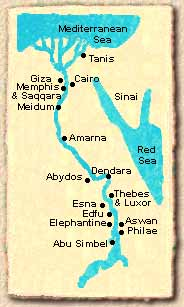 Mediterranean
Sea
Tanis
Giza
Cairo
Memphis
& Saqqara
Meidum
Sinai
Amarna
Red
Sea
Dendara
Abydos
Thebes
& Luxor
Esna
Edfu
Elephantine
Aswan
Philae
Abu Simbel